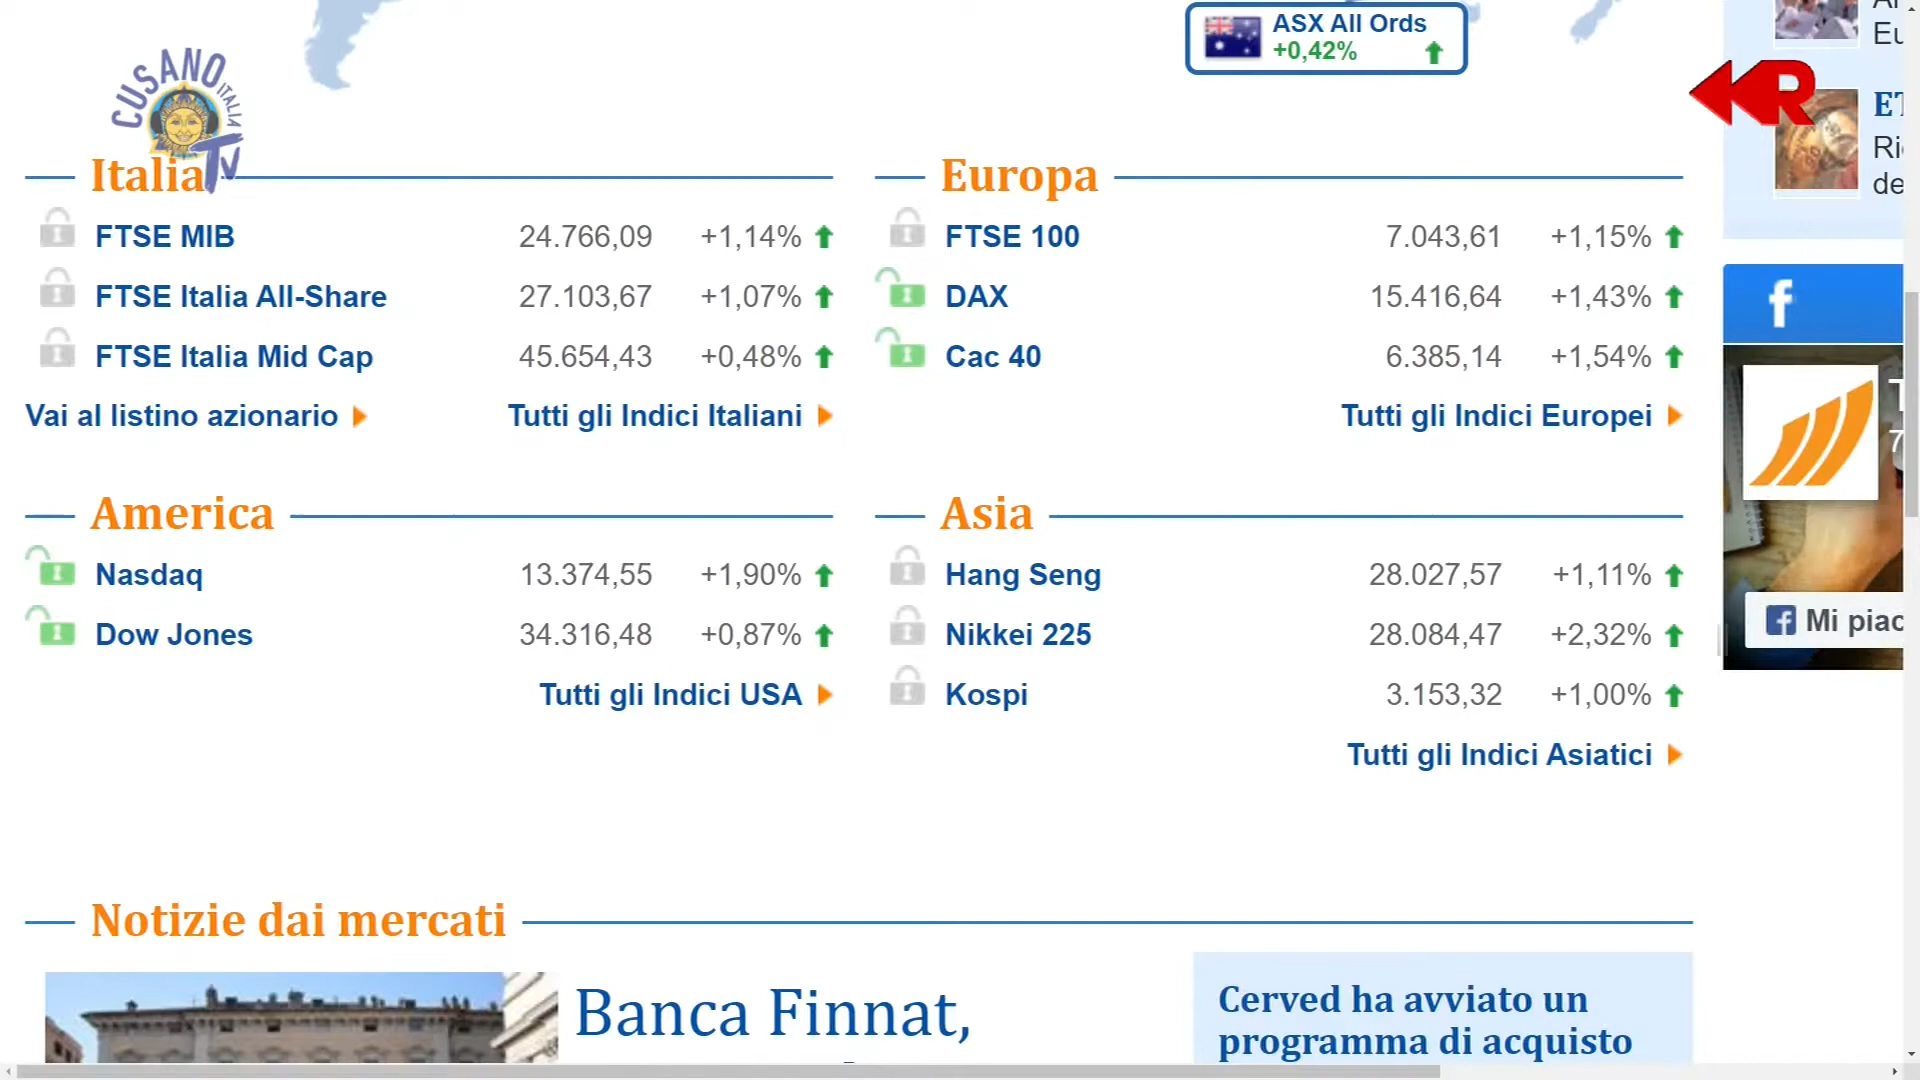 ASX All Ords
+0,42%
CUSANO
ITALIA
TV
R
Eu
Ri
de
Italia
FTSE MIB 24.766,09 +1,14%
FTSE Italia All-Share 27.103,67 +1,07%
FTSE Italia Mid Cap 45.654,43 +0,48%
Vai al listino azionario Tutti gli Indici Italiani
Europa
FTSE 100 7.043,61 +1,15%
DAX 15.416,64 +1,43%
Cac 40 6.385,14 +1,54%
Tutti gli Indici Europei
America
Nasdaq 13.374,55 +1,90%
Dow Jones 34.316,48 +0,87%
Tutti gli Indici USA
Asia
Hang Seng 28.027,57 +1,11%
Nikkei 225 28.084,47 +2,32%
Kospi 3.153,32 +1,00%
Tutti gli Indici Asiatici
f
Mi piac
Notizie dai mercati
Banca Finnat,
Cerved ha avviato un
programma di acquisto